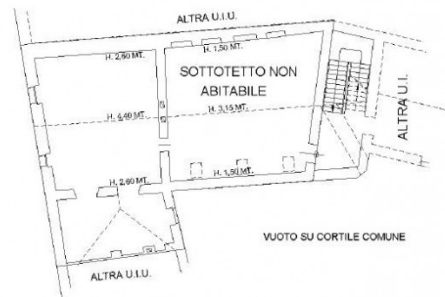 ALTRA U.I.U.
H. 2,60 MT.
H. 1,50 MT.
SOTTOTETTO NON
ABITABILE
H. 4,40 MT.
H. 3,15 MT.
ALTRA U.I.
H. 2,60 MT.
H. 1,50 MT.
VUOTO SU CORTILE COMUNE
ALTRA U.I.U.